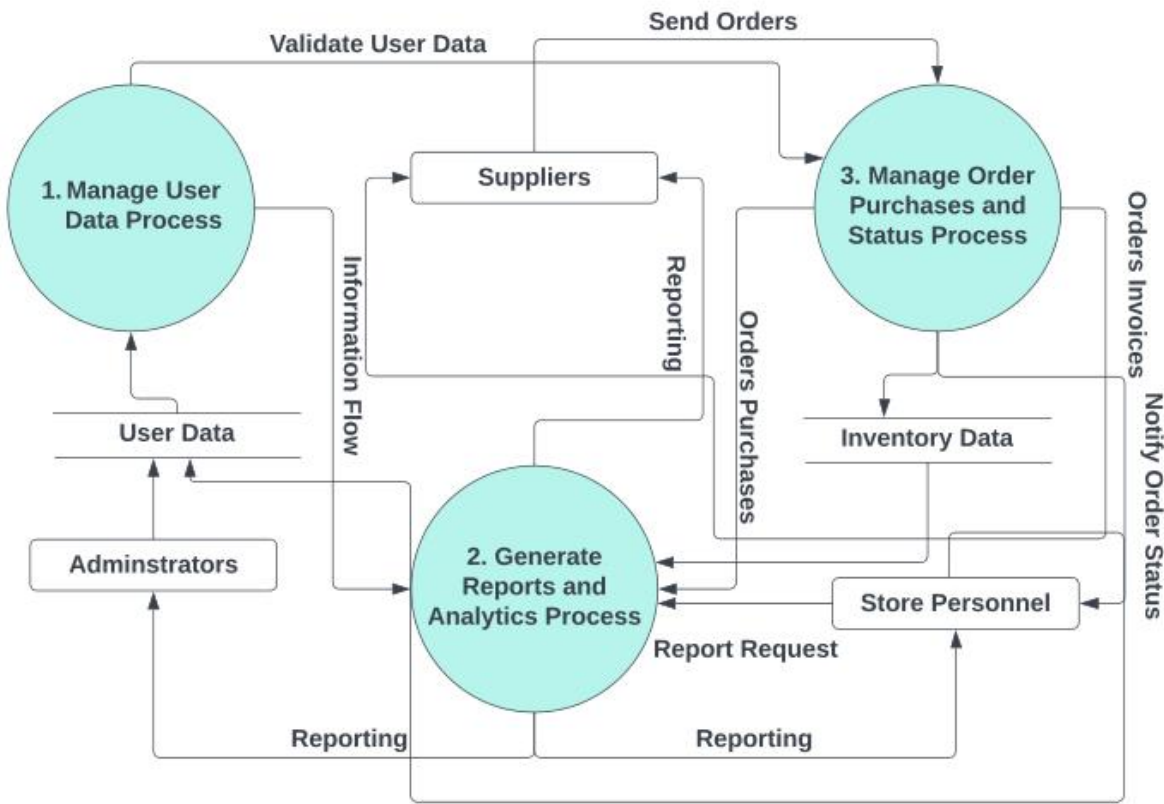 Send Orders
Validate User Data
Suppliers
1. Manage User
Data Process
3. Manage Order
Purchases and
Status Process
Orders Invoices
Information Flow
Reporting
Orders Purchases
Notify Order Status
User Data
Inventory Data
Adminstrators
2. Generate
Reports and
Analytics Process
Store Personnel
Report Request
Reporting
Reporting